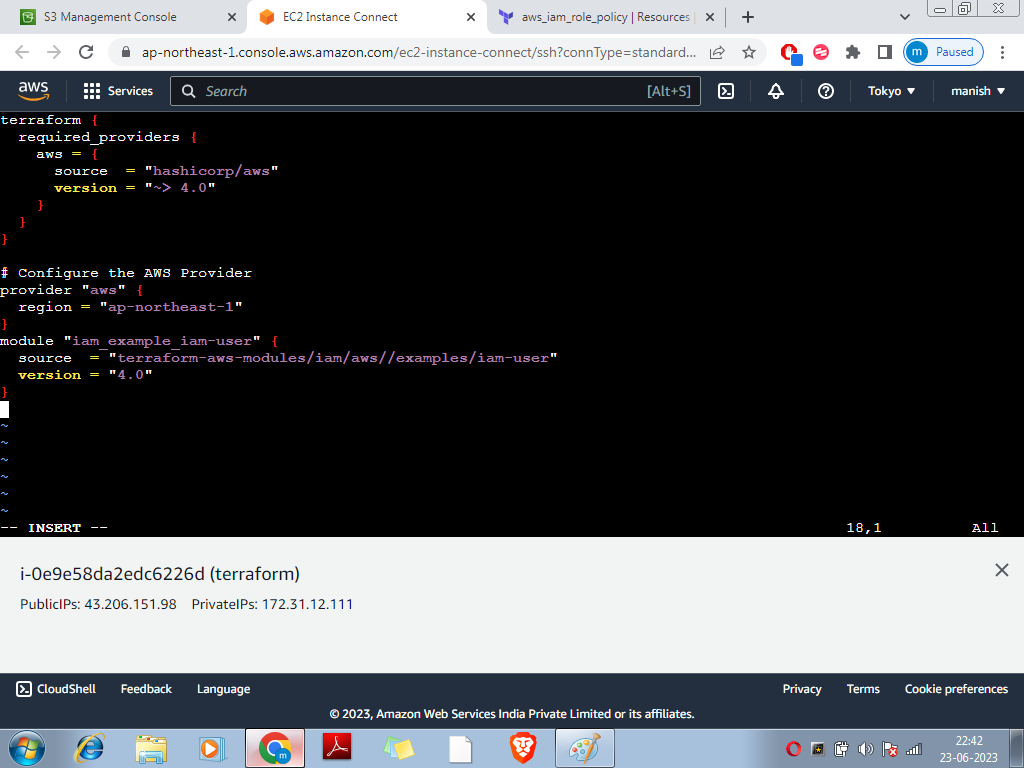 S3 Management Console
EC2 Instance Connect
aws_iam_role_policy | Resources
ap-northeast-1.console.aws.amazon.com/ec2-instance-connect/ssh?connType=standard...
m Paused
aws
Services
Search
[Alt+S]
Tokyo
manish
terraform {
required_providers {
aws = {
source = "hashicorp/aws"
version = "~> 4.0"
}
}
}
# Configure the AWS Provider
provider "aws" {
region = "ap-northeast-1"
}
module "iam_example_iam-user" {
source = "terraform-aws-modules/iam/aws//examples/iam-user"
version = "4.0"
}
~
~
~
~
~
~
-- INSERT --
18,1
All
i-0e9e58da2edc6226d (terraform)
PublicIPs: 43.206.151.98 PrivateIPs: 172.31.12.111
CloudShell
Feedback
Language
Privacy
Terms
Cookie preferences
© 2023, Amazon Web Services India Private Limited or its affiliates.
m
22:42
23-06-2023